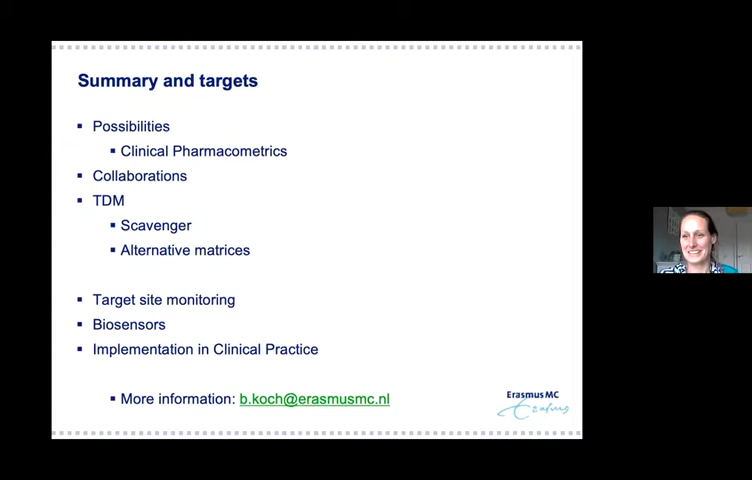 Summary and targets
Possibilities
Clinical Pharmacometrics
Collaborations
TDM
Scavenger
Alternative matrices
Target site monitoring
Biosensors
Implementation in Clinical Practice
More information: b.koch@erasmusmc.nl
Erasmus MC
Erasmus